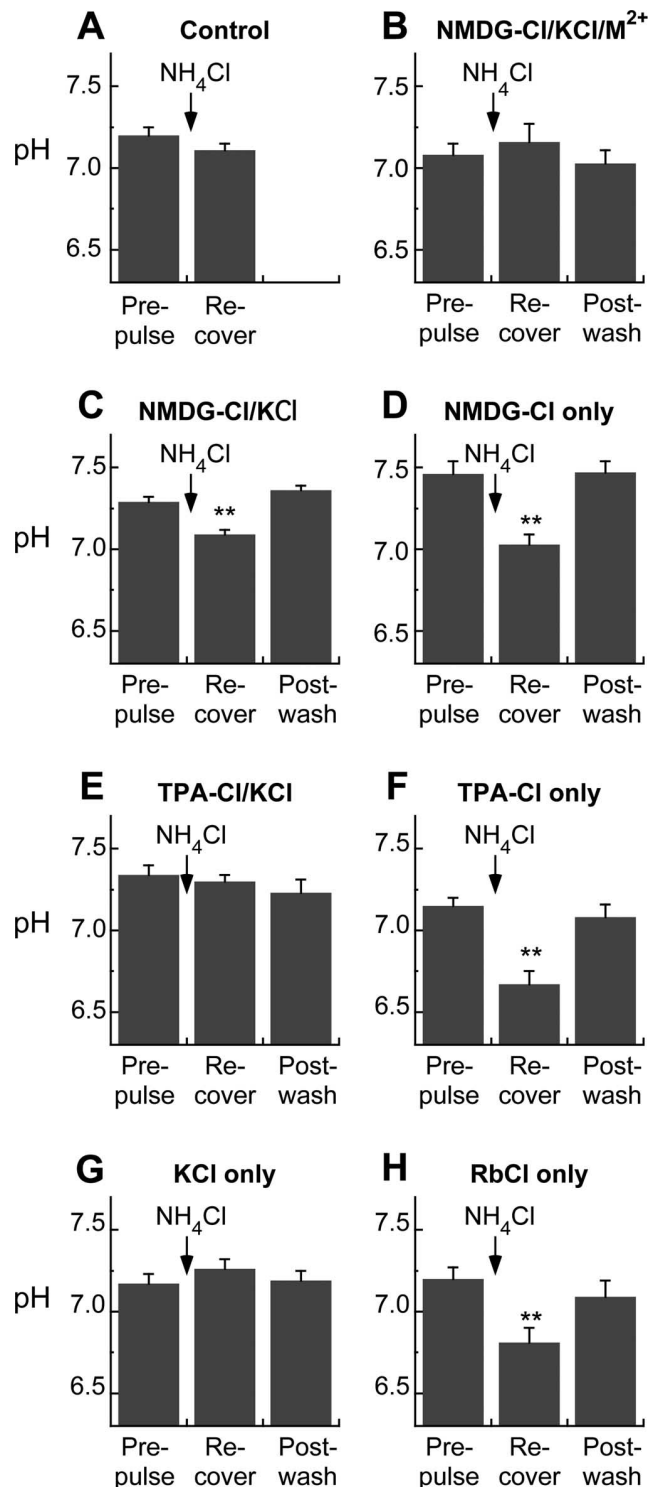 A Control
NH₄Cl
pH
7.5
7.0
6.5
Pre-
pulse
Re-
cover
B NMDG-Cl/KCl/M²⁺
NH₄Cl
7.5
7.0
6.5
Pre-
pulse
Re-
cover
Post-
wash
C NMDG-Cl/KCl
NH₄Cl
**
pH
7.5
7.0
6.5
Pre-
pulse
Re-
cover
Post-
wash
D NMDG-Cl only
NH₄Cl
**
7.5
7.0
6.5
Pre-
pulse
Re-
cover
Post-
wash
E TPA-Cl/KCl
NH₄Cl
pH
7.5
7.0
6.5
Pre-
pulse
Re-
cover
Post-
wash
F TPA-Cl only
NH₄Cl
**
7.5
7.0
6.5
Pre-
pulse
Re-
cover
Post-
wash
G KCl only
NH₄Cl
pH
7.5
7.0
6.5
Pre-
pulse
Re-
cover
Post-
wash
H RbCl only
NH₄Cl
**
7.5
7.0
6.5
Pre-
pulse
Re-
cover
Post-
wash